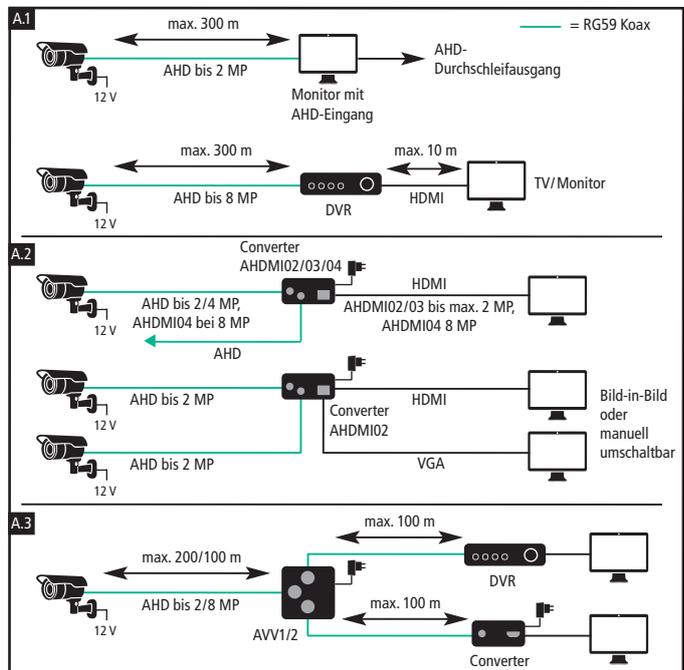 A.1
max. 300 m
= RG59 Koax
AHD bis 2 MP
12 V
Monitor mit
AHD-Eingang
AHD-
Durchschleifausgang
max. 300 m
max. 10 m
AHD bis 8 MP
12 V
DVR
HDMI
TV/Monitor
A.2
Converter
AHDMI02/03/04
HDMI
AHD bis 2/4 MP,
AHDMI04 bei 8 MP
12 V
AHDMI02/03 bis max. 2 MP,
AHDMI04 8 MP
AHD
AHD bis 2 MP
12 V
Converter
AHDMI02
HDMI
Bild-in-Bild
oder
manuell
umschaltbar
AHD bis 2 MP
12 V
VGA
A.3
max. 100 m
max. 200/100 m
DVR
AHD bis 2/8 MP
12 V
AVV1/2
max. 100 m
Converter